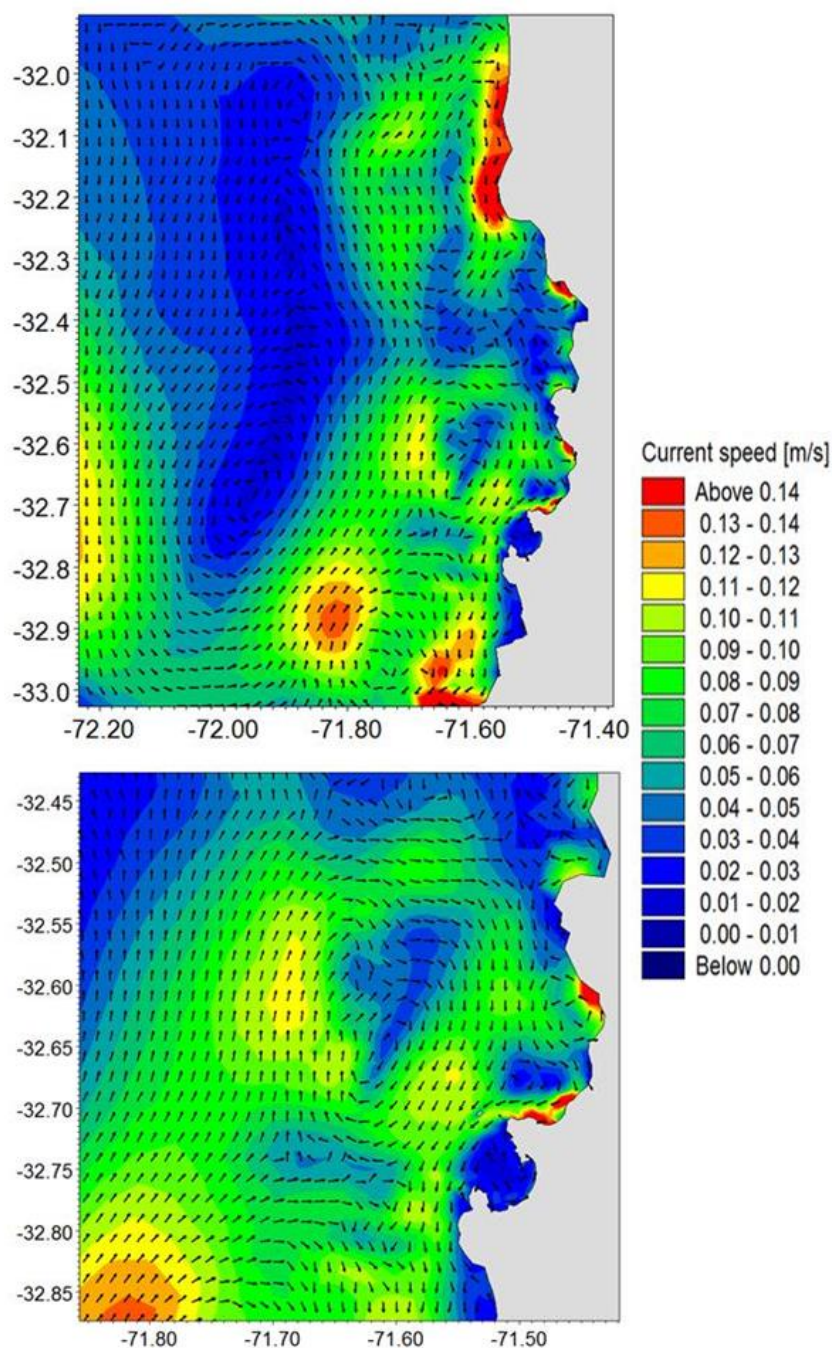 -32.0
-32.1
-32.2
-32.3
-32.4
-32.5
-32.6
-32.7
-32.8
-32.9
-33.0
-72.20 -72.00 -71.80 -71.60 -71.40
Current speed [m/s]
Above 0.14
0.13 - 0.14
0.12 - 0.13
0.11 - 0.12
0.10 - 0.11
0.09 - 0.10
0.08 - 0.09
0.07 - 0.08
0.06 - 0.07
0.05 - 0.06
0.04 - 0.05
0.03 - 0.04
0.02 - 0.03
0.01 - 0.02
0.00 - 0.01
Below 0.00
-32.45
-32.50
-32.55
-32.60
-32.65
-32.70
-32.75
-32.80
-32.85
-71.80 -71.70 -71.60 -71.50